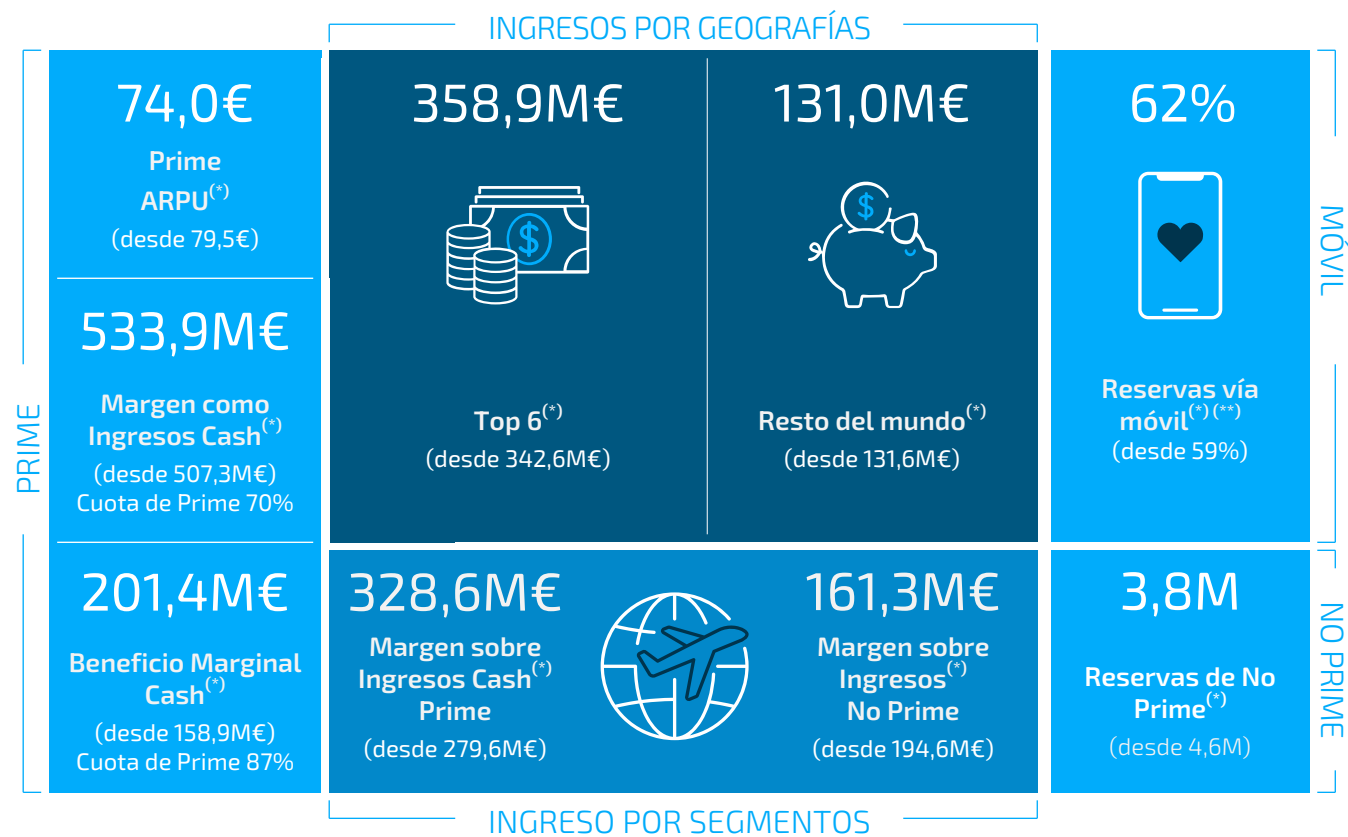 INGRESOS POR GEOGRAFÍAS
PRIME
74,0€
Prime
ARPU(*)
(desde 79,5€)
533,9M€
Margen como
Ingresos Cash(*)
(desde 507,3M€)
Cuota de Prime 70%
201,4M€
Beneficio Marginal
Cash(*)
(desde 158,9M€)
Cuota de Prime 87%
358,9M€
$
Top 6(*)
(desde 342,6M€)
131,0M€
$
Resto del mundo(*)
(desde 131,6M€)
62%
Reservas vía
móvil(*) (**)
(desde 59%)
MÓVIL
328,6M€
Margen sobre
Ingresos Cash(*)
Prime
(desde 279,6M€)
161,3M€
Margen sobre
Ingresos(*)
No Prime
(desde 194,6M€)
3,8M
Reservas de No
Prime(*)
(desde 4,6M)
NO PRIME
INGRESO POR SEGMENTOS